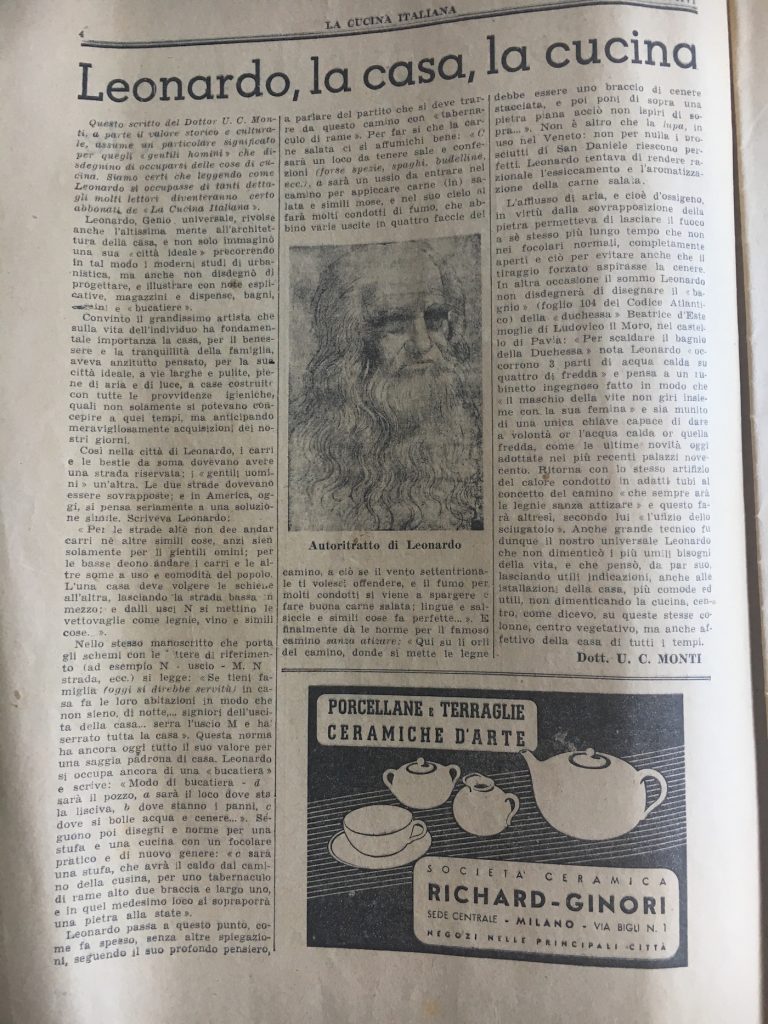 4
LA CUCINA ITALIANA
Leonardo, la casa, la cucina
Questo scritto del Dottor U. C. Mon-
ti, a parte il valore storico e cultura-
le, assume un particolare significato
per quegli «gentili homini» che di-
sdegnino di occuparsi delle cose di cu-
cina. Siamo certi che leggendo come
Leonardo si occupasse di tanti detta-
gli molti lettori diventeranno certo
abbonati de «La Cucina Italiana».
Leonardo, Genio universale, rivolse
anche l'altissima mente all'architet-
tura della casa, e non solo immaginò
una sua «città ideale» precorrendo
in tal modo i moderni studi di urba-
nistica, ma anche non disdegnò di
progettare, e illustrare con note espli-
cative, magazzini e dispense, bagni,
e «bucatiere».
Convinto il grandissimo artista che
sulla vita dell'individuo ha fondamen-
tale importanza la casa, per il benes-
sere e la tranquilità della famiglia,
aveva anzitutto pensato, per la sua
città ideale, a vie larghe e pulite, pie-
ne di aria e di luce, a case costruite
con tutte le provvidenze igieniche,
quali non solamente si potevano con-
cepire a quei tempi, ma anticipando
meravigliosamente acquisizioni dei no-
stri giorni.
Così nella città di Leonardo, i carri
e le bestie da soma dovevano avere
una strada riservata; i «gentili uomi-
ni» un'altra. Le due strade dovevano
essere sovrapposte; e in America, og-
gi, si pensa seriamente a una soluzio-
ne simile. Scriveva Leonardo:
«Per le strade alte non dee andar
carri nè altre simili cose, anzi sien
solamente per li gentili omini; per
le basse deono andare i carri e le al-
tre some a uso e comodità del popolo.
L'una casa deve volgere le schiene
all'altra, lasciando la strada bassa n
mezzo; e dalli usci N si mettino le
vettovaglie come legnie, vino e simili
cose.. ».
Nello stesso manoscritto che porta
gli schemi con le lettere di riferimen-
to (ad esempio N - uscio - M. N
strada, ecc.) si legge: «Se tieni fa-
miglia (oggi si direbbe servitù) in ca-
sa fa le loro abitazioni in modo che
non sieno, di notte,... signiori dell'usci-
ta della casa... serra l'uscio M e ha'
serrato tutta la casa». Questa norma
ha ancora oggi tutto il suo valore per
una saggia padrona di casa. Leonardo
si occupa ancora di una «bucatiera»
e scrive: «Modo di bucatiera - d
sarà il pozzo, a sarà il loco dove sta
la lisciva, b dove stanno i panni, c
dove si bolle acqua e cenere...». Se-
guono poi disegni e norme per una
stufa e una cucina con un focolare
pratico e di nuovo genere: «c sarà
una stufa, che avrà il caldo dal cami-
no della cusina, per uno tabernaculo
di rame alto due braccia e largo uno,
e in quel medesimo loco si sopraporrà
una pietra alla state».
Leonardo passa a questo punto, co-
me fa spesso, senza altre spiegazio-
ni, seguendo il suo profondo pensiero,
a parlare del partito che si deve trar-
re da questo camino con «taberna-
culo di rame». Per far si che la car-
ne salata ci si affumichi bene: «C
sarà un loco da tenere sale e confe-
zioni (forse spezie, spaghi, budelline,
ecc.), a sarà un ussio da entrare nel
camino per appiccare carne (in) sa-
lata e simili mose, e nel suo cielo si
farà molti condotti di fumo, che ab-
bino varie uscite in quattro faccie del
Autoritratto di Leonardo
camino, a ciò se il vento settentriona-
le ti volesci offendere, e il fumo per
molti condotti si viene a spargere e
fare buona carne salata; lingue e sal-
siccie e simili cose fa perfette...». E
finalmente dà le norme per il famoso
camino sanza atizare: «Qui su li orli
del camino, donde si mette le legne
debbe essere uno braccio di cenere
stacciata, e poi poni di sopra una
pietra piana acciò non ispiri di so-
pra...». Non è altro che la lupa, in
uso nel Veneto: non per nulla i pro-
sciutti di San Daniele riescono per-
fetti. Leonardo tentava di rendere ra-
zionale l'essiccamento e l'aromatizza-
zione della carne salata.
L'afflusso di aria, e cioè d'ossigeno,
in virtù dalla sovrapposizione della
pietra permetteva di lasciare il fuoco
a sè stesso più lungo tempo che non
nei focolari normali, completamente
aperti e ciò per evitare anche che il
tiraggio forzato aspirasse la cenere.
In altra occasione il sommo Leonardo
non disdegnerà di disegnare il «ba-
gnio» (foglio 104 del Codice Atlanti-
co) della «duchessa» Beatrice d'Este
moglie di Ludovico il Moro, nel castel-
lo di Pavia: «Per scaldare il bagnio
della Duchessa» nota Leonardo «oc-
corrono 3 parti di acqua calda su
quattro di fredda» e pensa a un ru-
binetto ingegnoso fatto in modo che
«il maschio della vite non giri insie-
me con la sua femina» e sia munito
di una unica chiave capace di dare
a volontà or l'acqua calda or quella
fredda, come le ultime novità oggi
adottate nei più recenti palazzi nove-
cento. Ritorna con lo stesso artifizio
del calore condotto in adatti tubi al
concetto del camino «che sempre arà
le legnie sanza attizare» e questo fa-
rà altresì, secondo lui «l'ufizio dello
sciugatoio». Anche grande tecnico fu
dunque il nostro universale Leonardo
che non dimenticò i più umili bisogni
della vita, e che pensò, da par suo,
lasciando utili indicazioni, anche alle
istallazioni della casa, più comode ed
utili, non dimenticando la cucina, cen-
tro, come dicevo, su queste stesse co-
lonne, centro vegetativo, ma anche af-
fettivo della casa di tutti i tempi.
Dott. U. C. MONTI
PORCELLANE E TERRAGLIE
CERAMICHE D'ARTE
SOCIETA' CERAMICA
RICHARD-GINORI
SEDE CENTRALE - MILANO - VIA BIGLI N. 1
NEGOZI NELLE PRINCIPALI CITTÀ